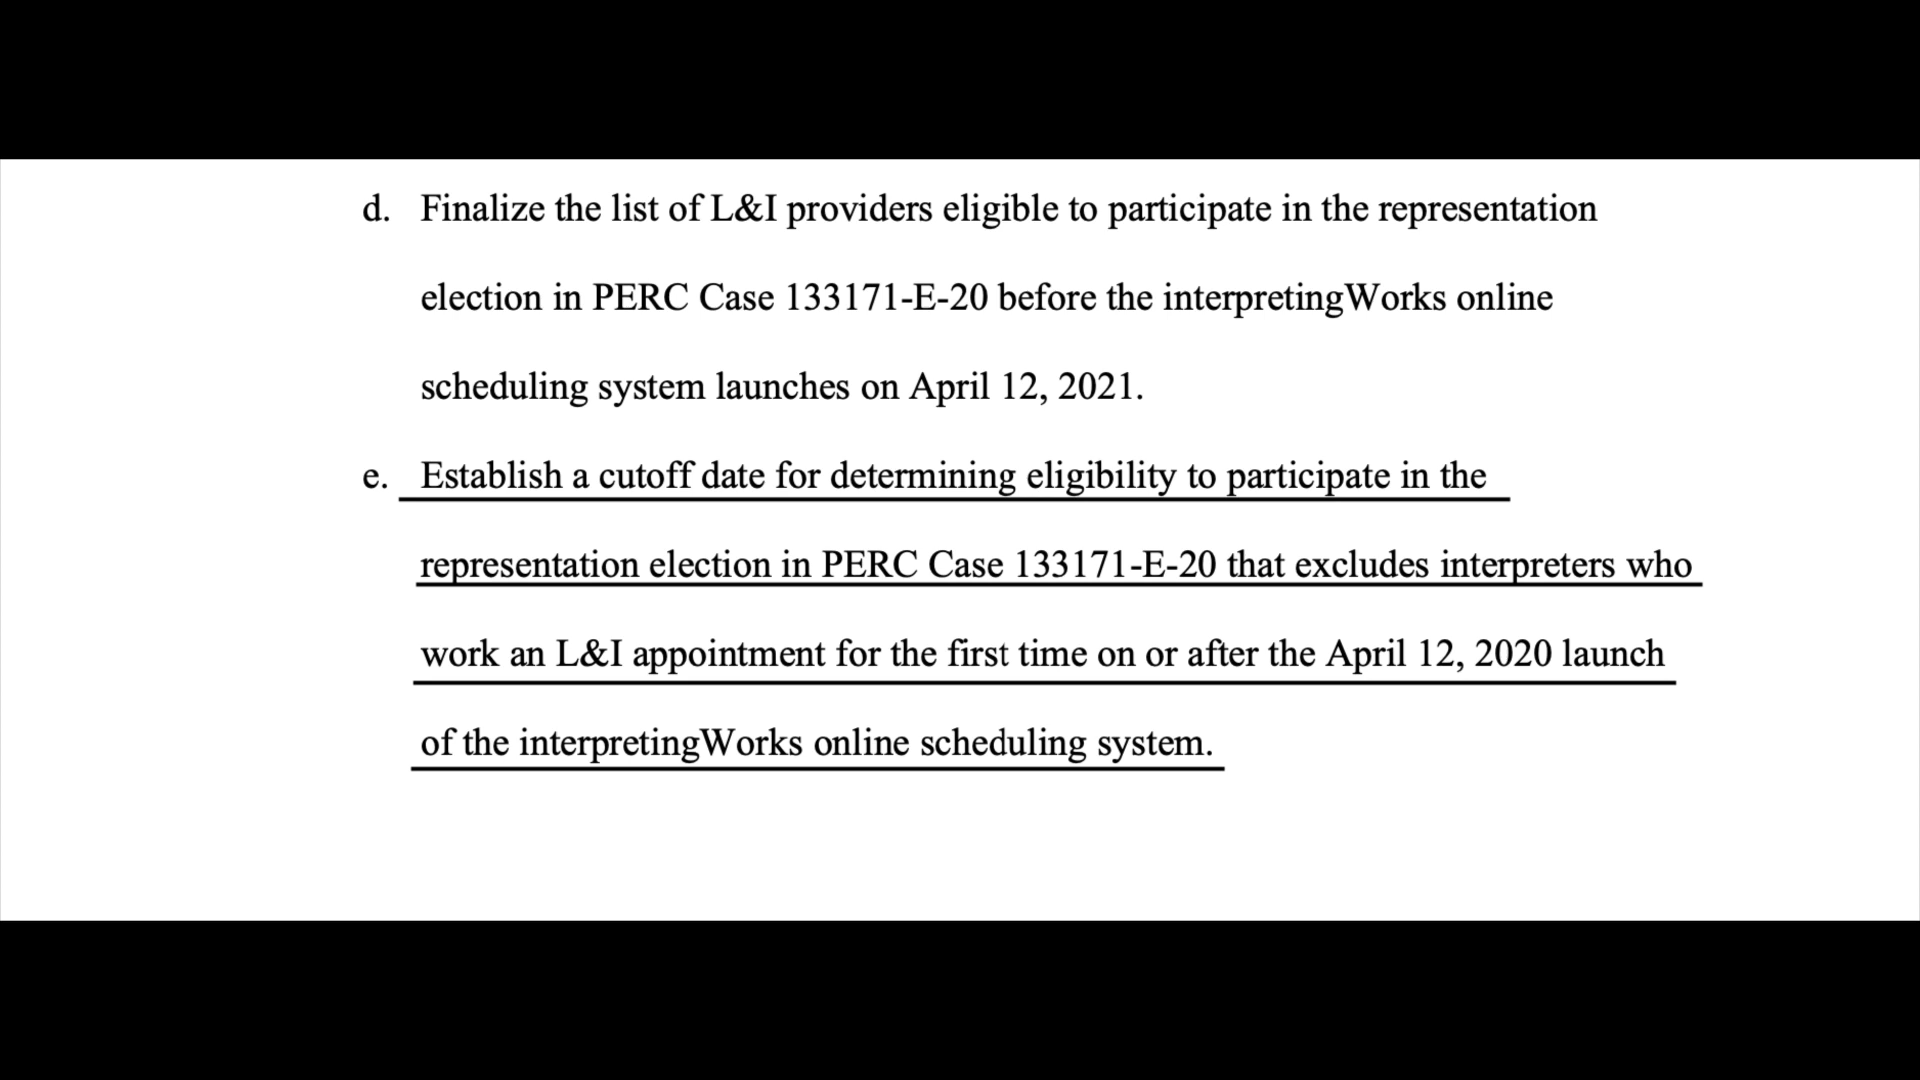 d. Finalize the list of L&I providers eligible to participate in the representation
election in PERC Case 133171-E-20 before the interpretingWorks online
scheduling system launches on April 12, 2021.
e. Establish a cutoff date for determining eligibility to participate in the
representation election in PERC Case 133171-E-20 that excludes interpreters who
work an L&I appointment for the first time on or after the April 12, 2020 launch
of the interpretingWorks online scheduling system.